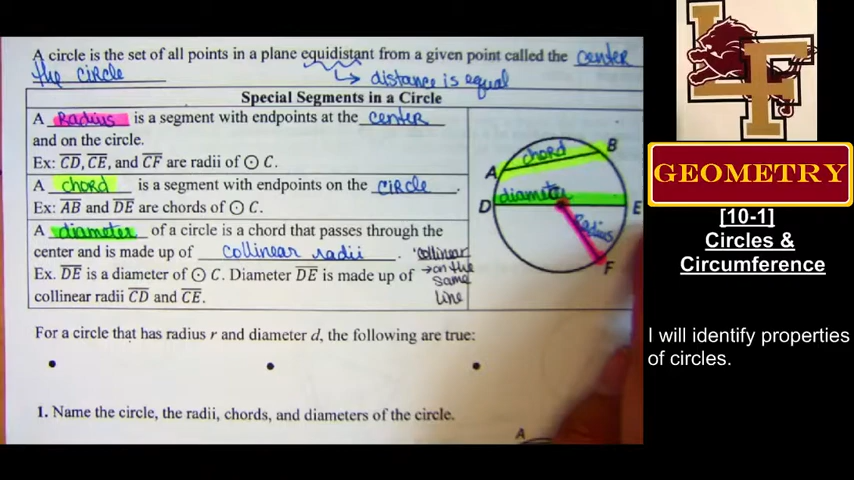 A circle is the set of all points in a plane equidistant from a given point called the center
the circle
distance is equal
Special Segments in a Circle
A Radius is a segment with endpoints at the center
and on the circle.
Ex: CD, CE, and CF are radii of ⊙ C.
A chord is a segment with endpoints on the circle.
Ex: AB and DE are chords of ⊙ C.
A diameter of a circle is a chord that passes through the
center and is made up of collinear radii.
Ex. DE is a diameter of ⊙ C. Diameter DE is made up of
collinear radii CD and CE.
*collinear
→on the
same
line
A
chord
B
D
diameter
E
Radius
F
For a circle that has radius r and diameter d, the following are true:
•
•
•
1. Name the circle, the radii, chords, and diameters of the circle.
A
LF
GEOMETRY
[10-1]
Circles &
Circumference
I will identify properties
of circles.